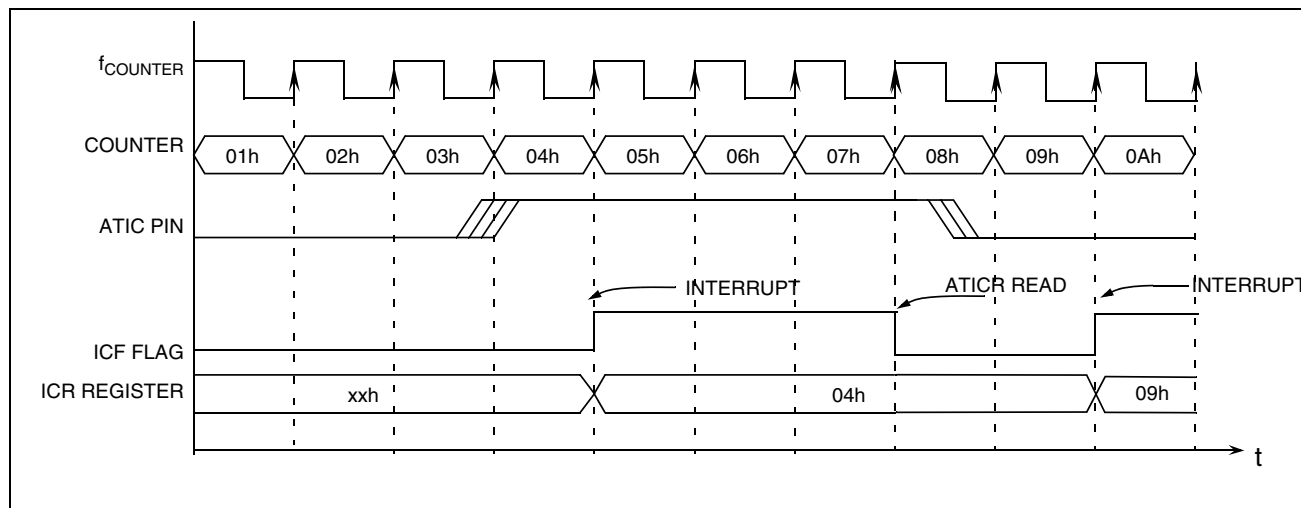 fCOUNTER
COUNTER 01h 02h 03h 04h 05h 06h 07h 08h 09h 0Ah
ATIC PIN
INTERRUPT ATICR READ INTERRUPT
ICF FLAG
ICR REGISTER xxh 04h 09h
t